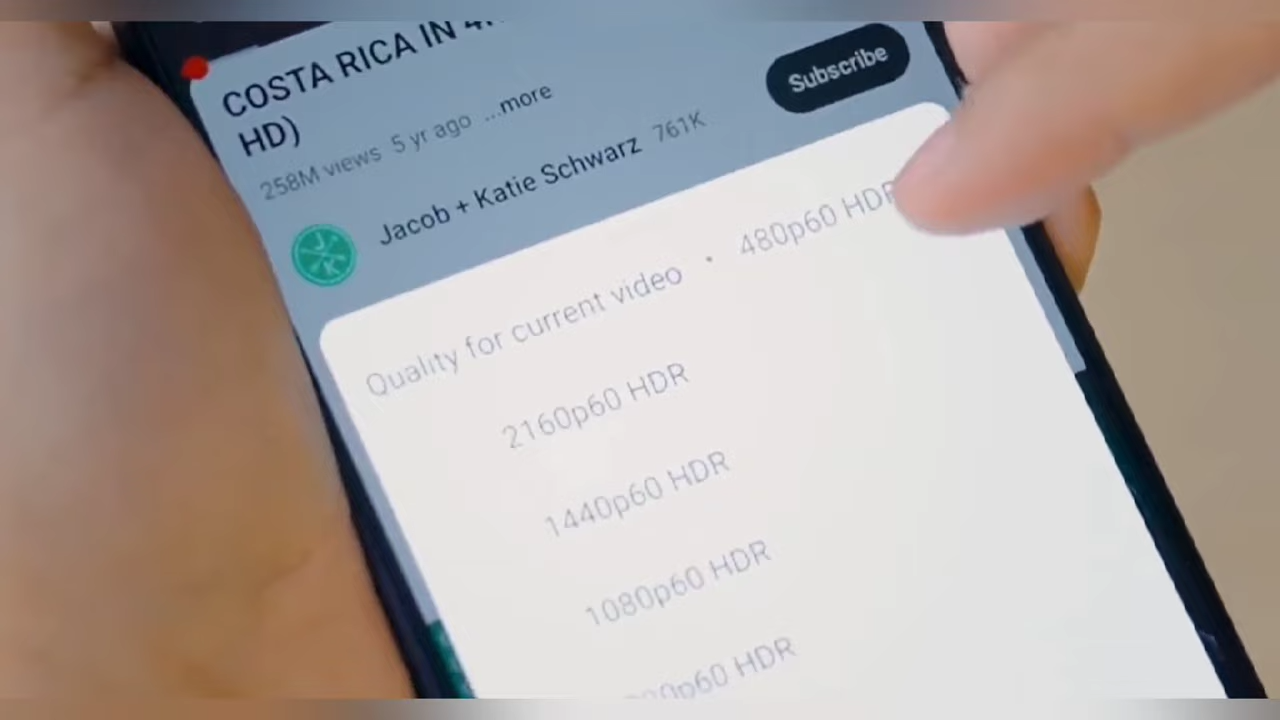 COSTA RICA IN
HD)
258M views 5 yr ago ...more
Subscribe
Jacob + Katie Schwarz 761K
Quality for current video • 480p60 HDR
2160p60 HDR
1440p60 HDR
1080p60 HDR
HDR